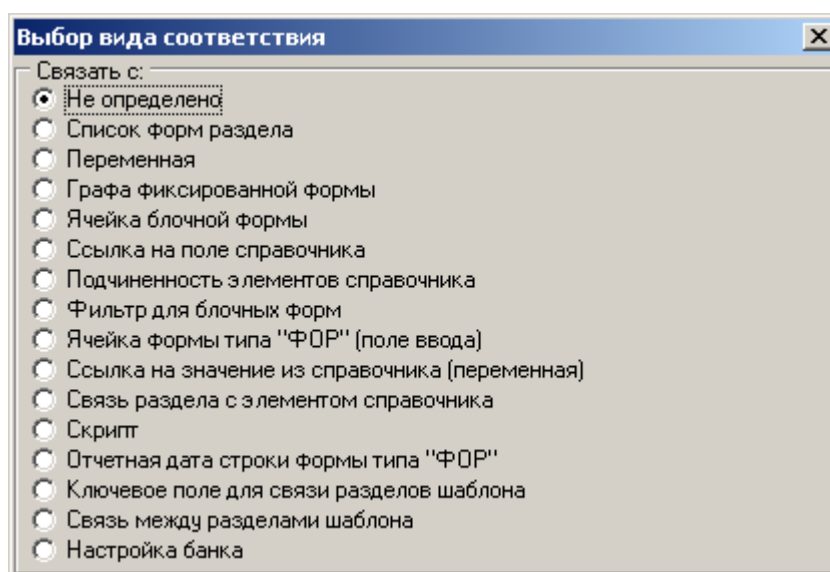 Выбор вида соответствия
Связать с:
Не определено
Список форм раздела
Переменная
Графа фиксированной формы
Ячейка блочной формы
Ссылка на поле справочника
Подчиненность элементов справочника
Фильтр для блочных форм
Ячейка формы типа "ФОР" (поле ввода)
Ссылка на значение из справочника (переменная)
Связь раздела с элементом справочника
Скрипт
Отчетная дата строки формы типа "ФОР"
Ключевое поле для связи разделов шаблона
Связь между разделами шаблона
Настройка банка